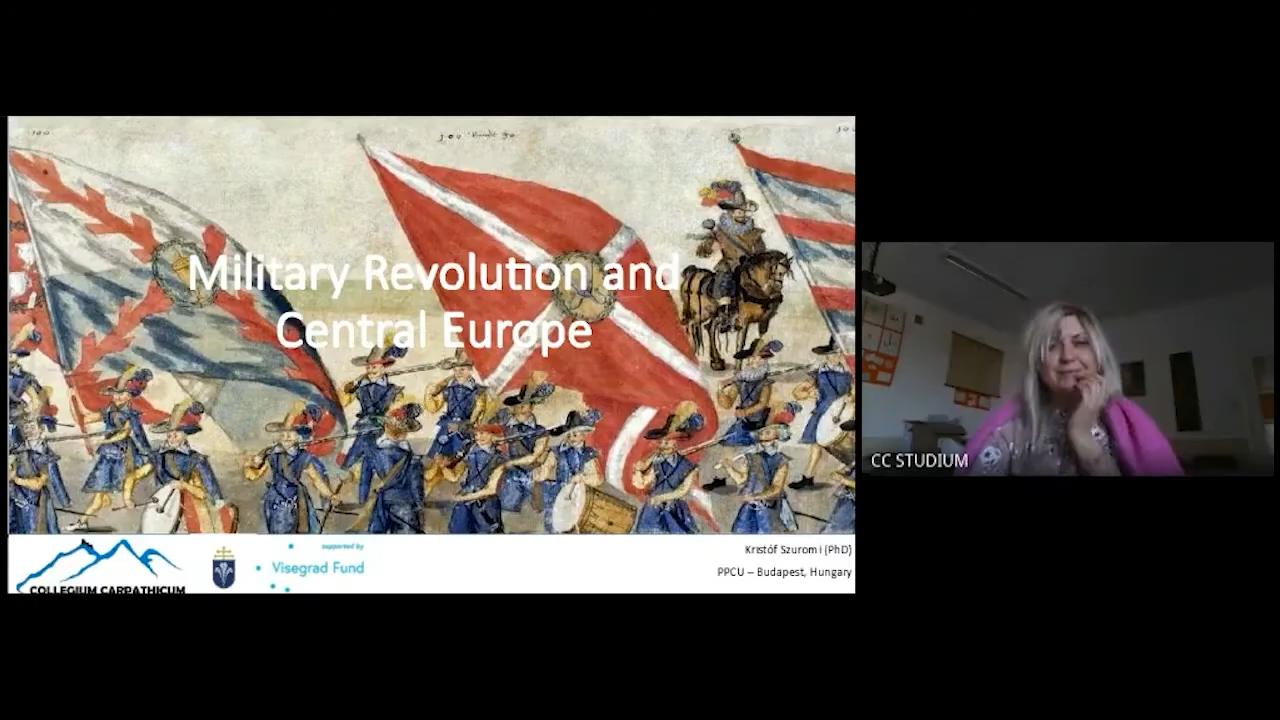 Military Revolution and
Central Europe
COLLEGIUM CARPATHICUM
supported by
Visegrad Fund
Kristóf Szuromi (PhD)
PPCU – Budapest, Hungary
CC STUDIUM